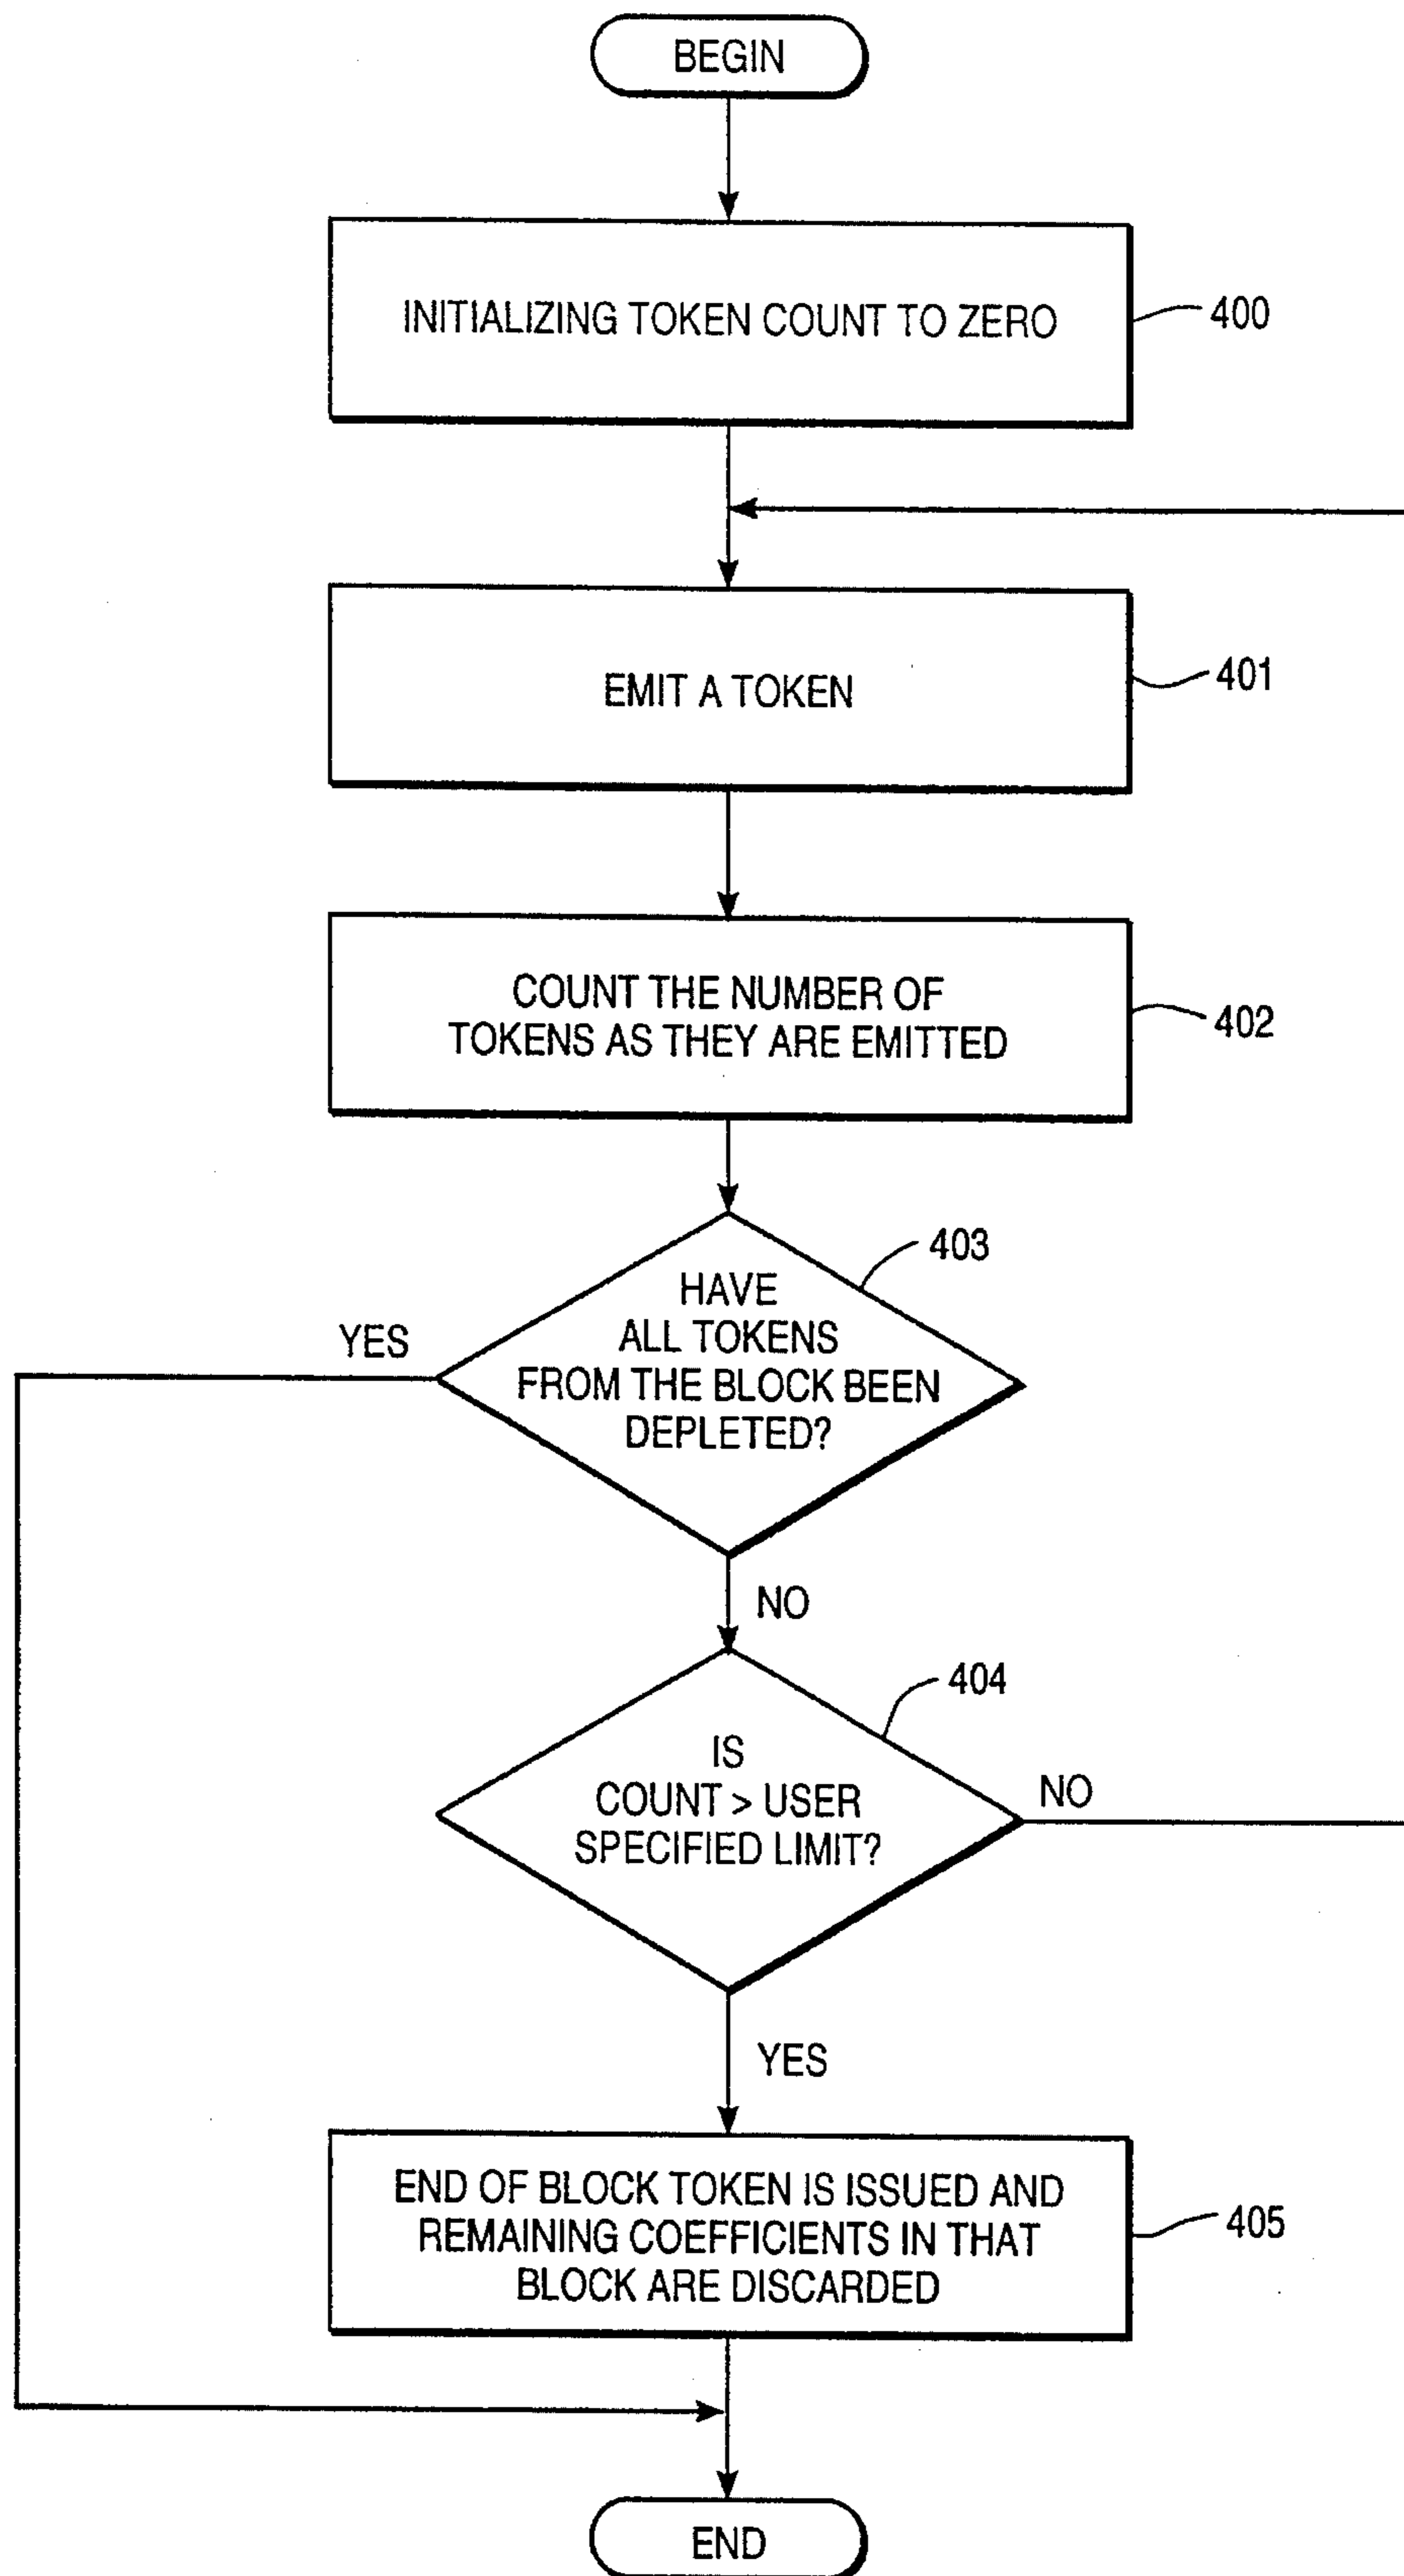 BEGIN
INITIALIZING TOKEN COUNT TO ZERO
400
EMIT A TOKEN
401
COUNT THE NUMBER OF
TOKENS AS THEY ARE EMITTED
402
403
HAVE
ALL TOKENS
FROM THE BLOCK BEEN
DEPLETED?
YES
NO
404
IS
COUNT > USER
SPECIFIED LIMIT?
NO
YES
END OF BLOCK TOKEN IS ISSUED AND
REMAINING COEFFICIENTS IN THAT
BLOCK ARE DISCARDED
405
END